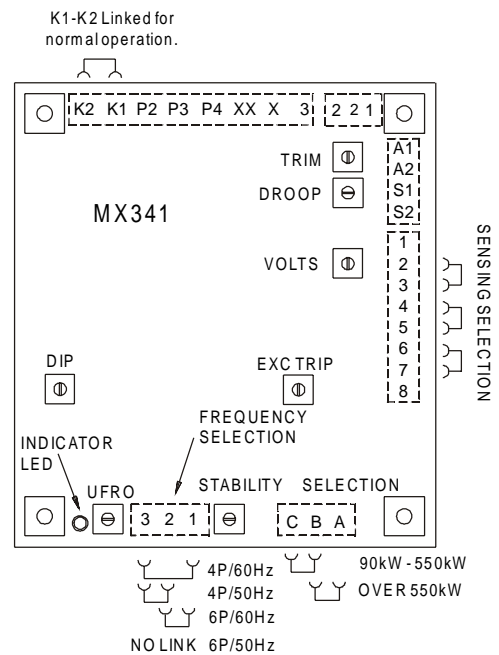 K1-K2 Linked for
normal operation.
K2 K1 P2 P3 P4 XX X 3 2 2 1
TRIM
DROOP
MX341
VOLTS
A1
A2
S1
S2
1
2
3
4
5
6
7
8
SENSING SELECTION
DIP
EXC TRIP
FREQUENCY
SELECTION
INDICATOR
LED
UFRO
STABILITY SELECTION
3 2 1
C B A
4P/60Hz
4P/50Hz
6P/60Hz
NO LINK 6P/50Hz
90kW - 550kW
OVER 550kW